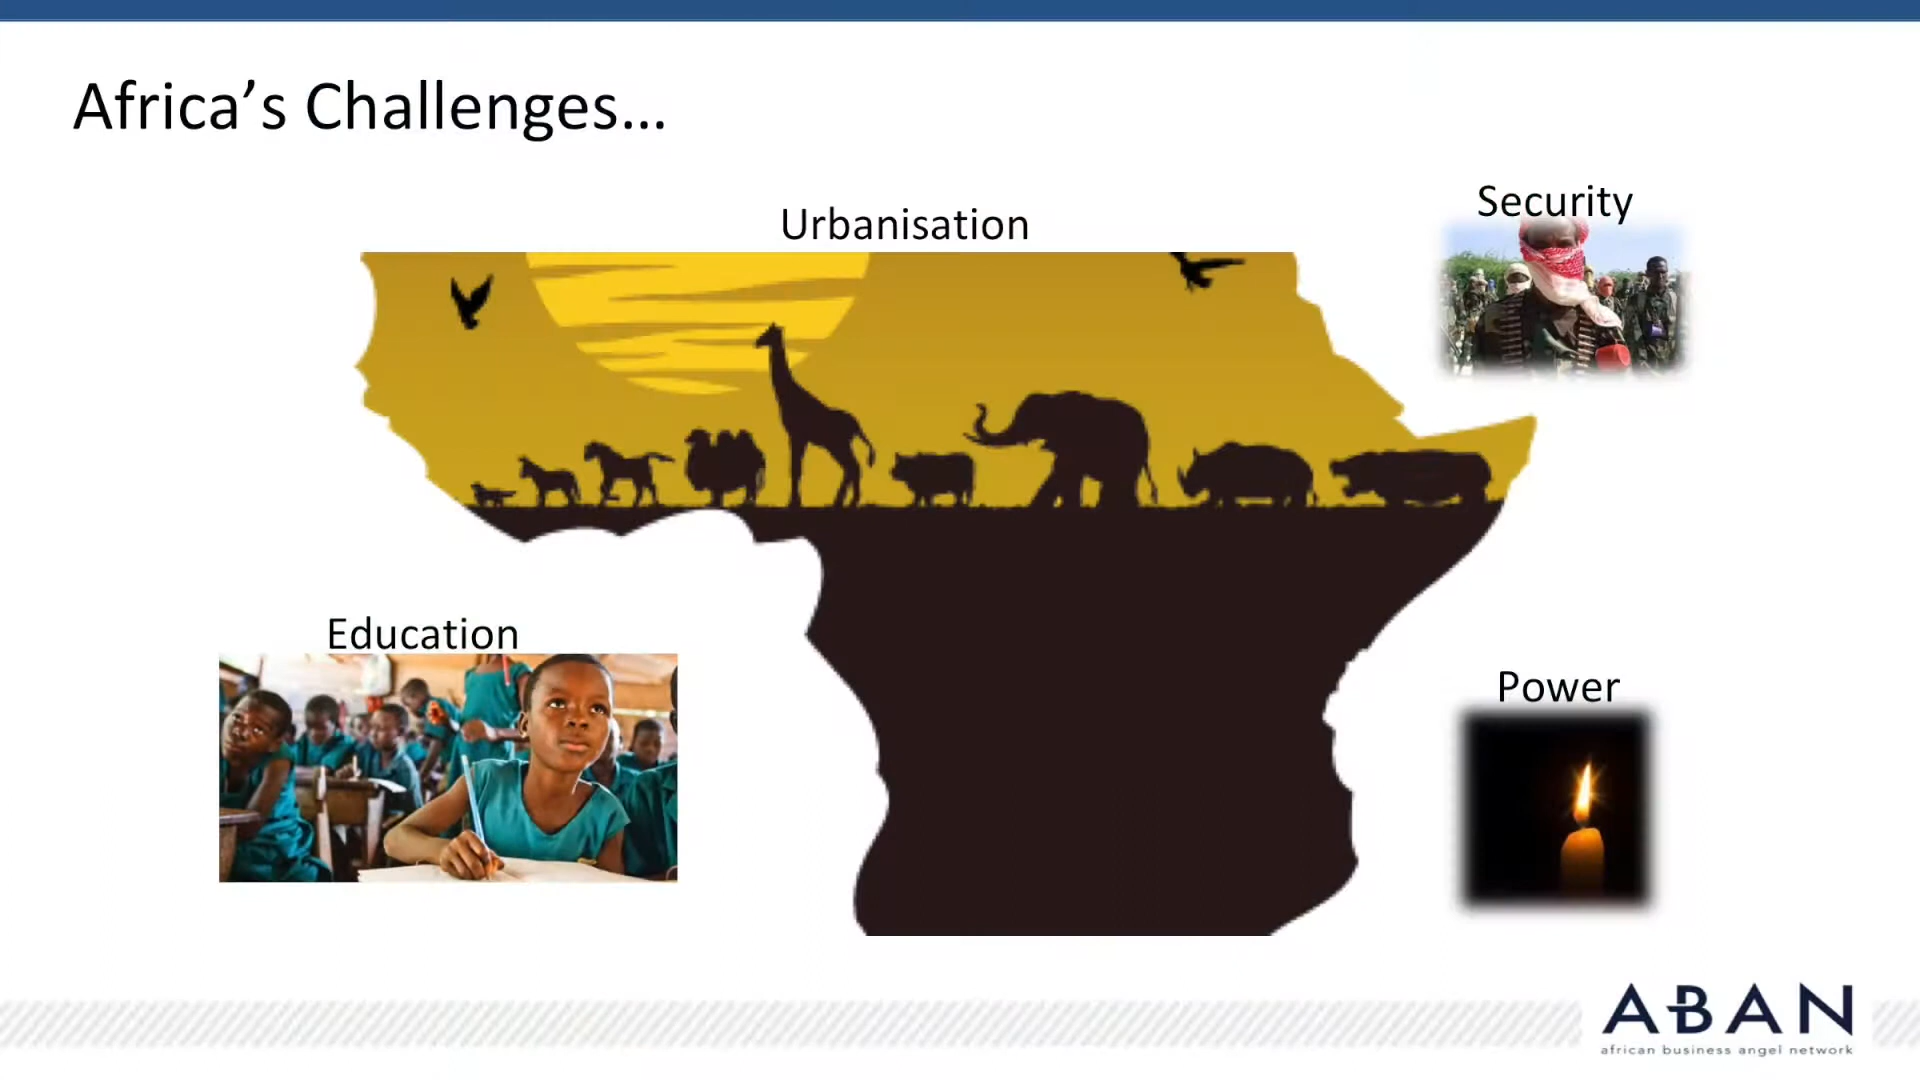 Africa’s Challenges…
Urbanisation
Security
Education
Power
ABAN
african business angel network